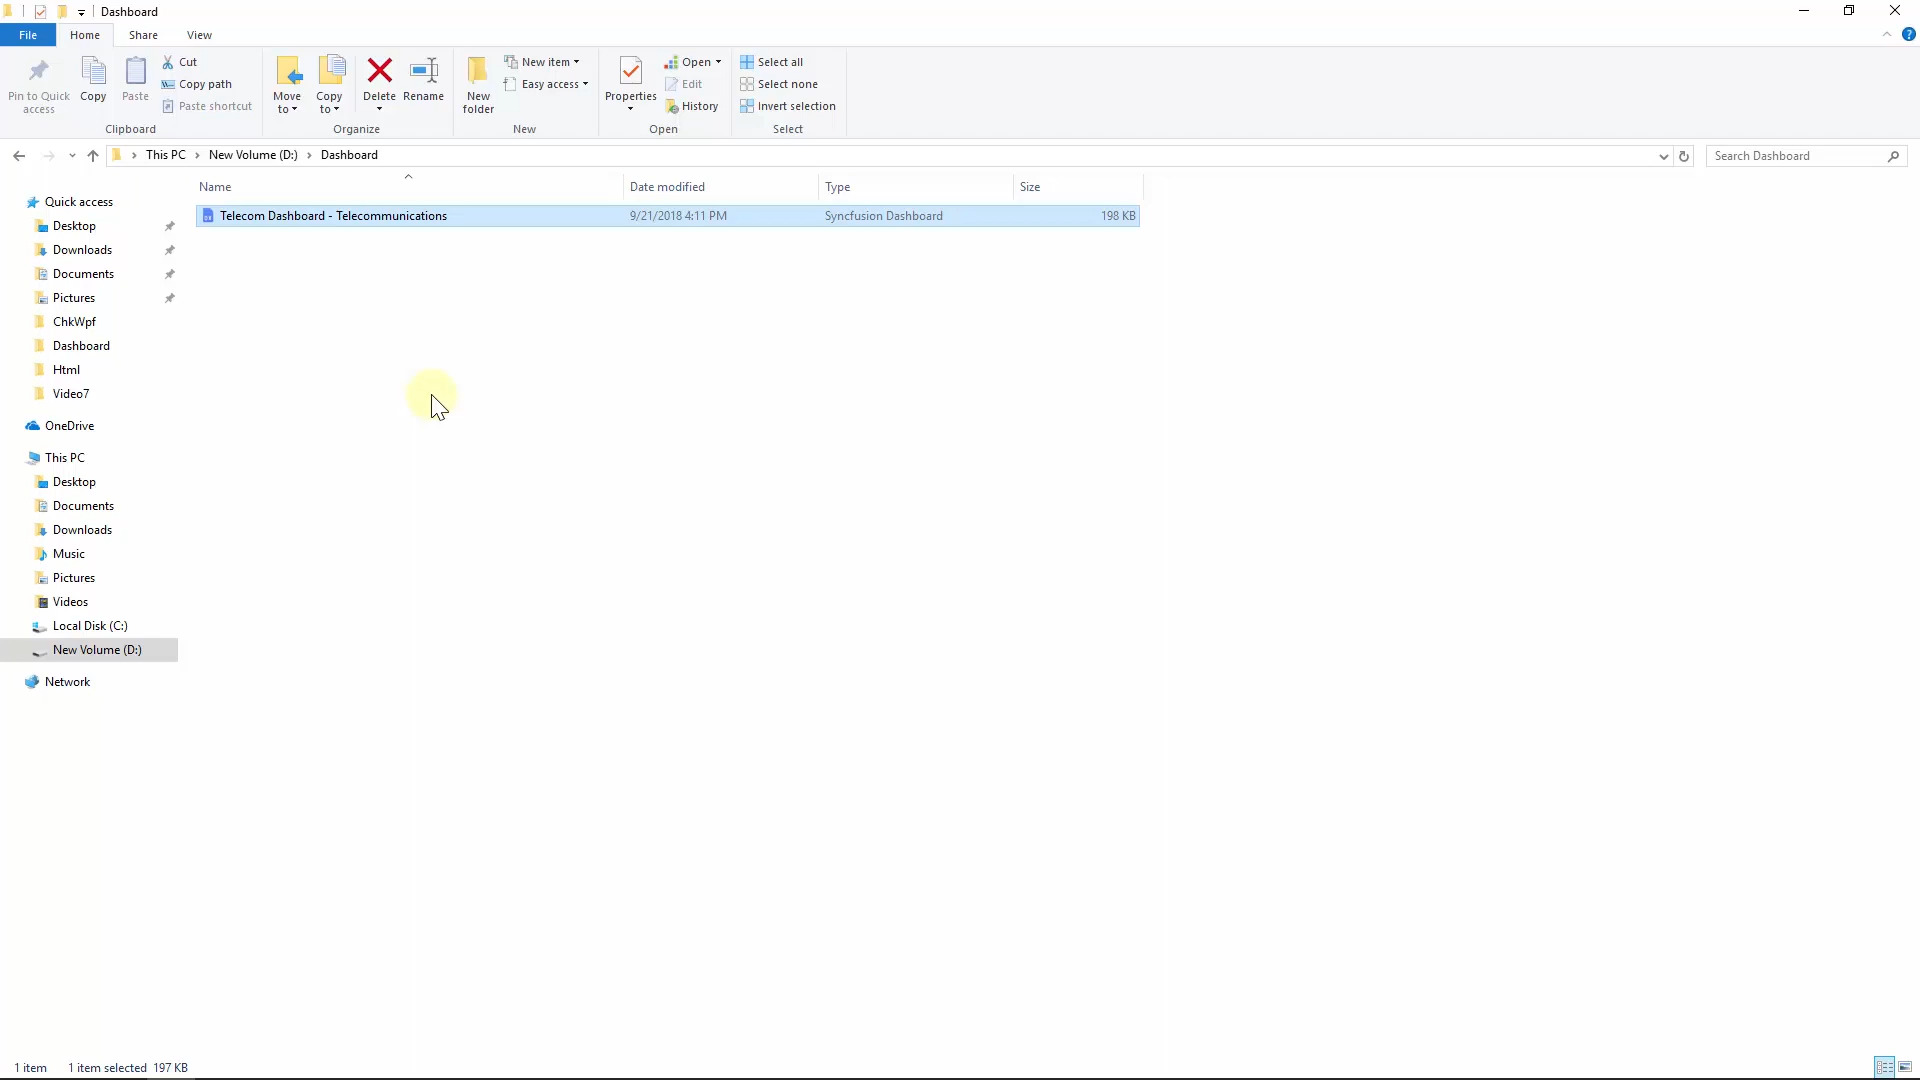 Dashboard
File Home Share View
Pin to Quick access
Copy
Paste
Cut
Copy path
Paste shortcut
Clipboard
Move to
Copy to
Delete
Rename
Organize
New folder
New item
Easy access
New
Properties
Open
Edit
History
Open
Select all
Select none
Invert selection
Select
This PC New Volume (D:) Dashboard
Search Dashboard
Name Date modified Type Size
Telecom Dashboard - Telecommunications 9/21/2018 4:11 PM Syncfusion Dashboard 198 KB
Quick access
Desktop
Downloads
Documents
Pictures
ChkWpf
Dashboard
Html
Video7
OneDrive
This PC
Desktop
Documents
Downloads
Music
Pictures
Videos
Local Disk (C:)
New Volume (D:)
Network
1 item 1 item selected 197 KB